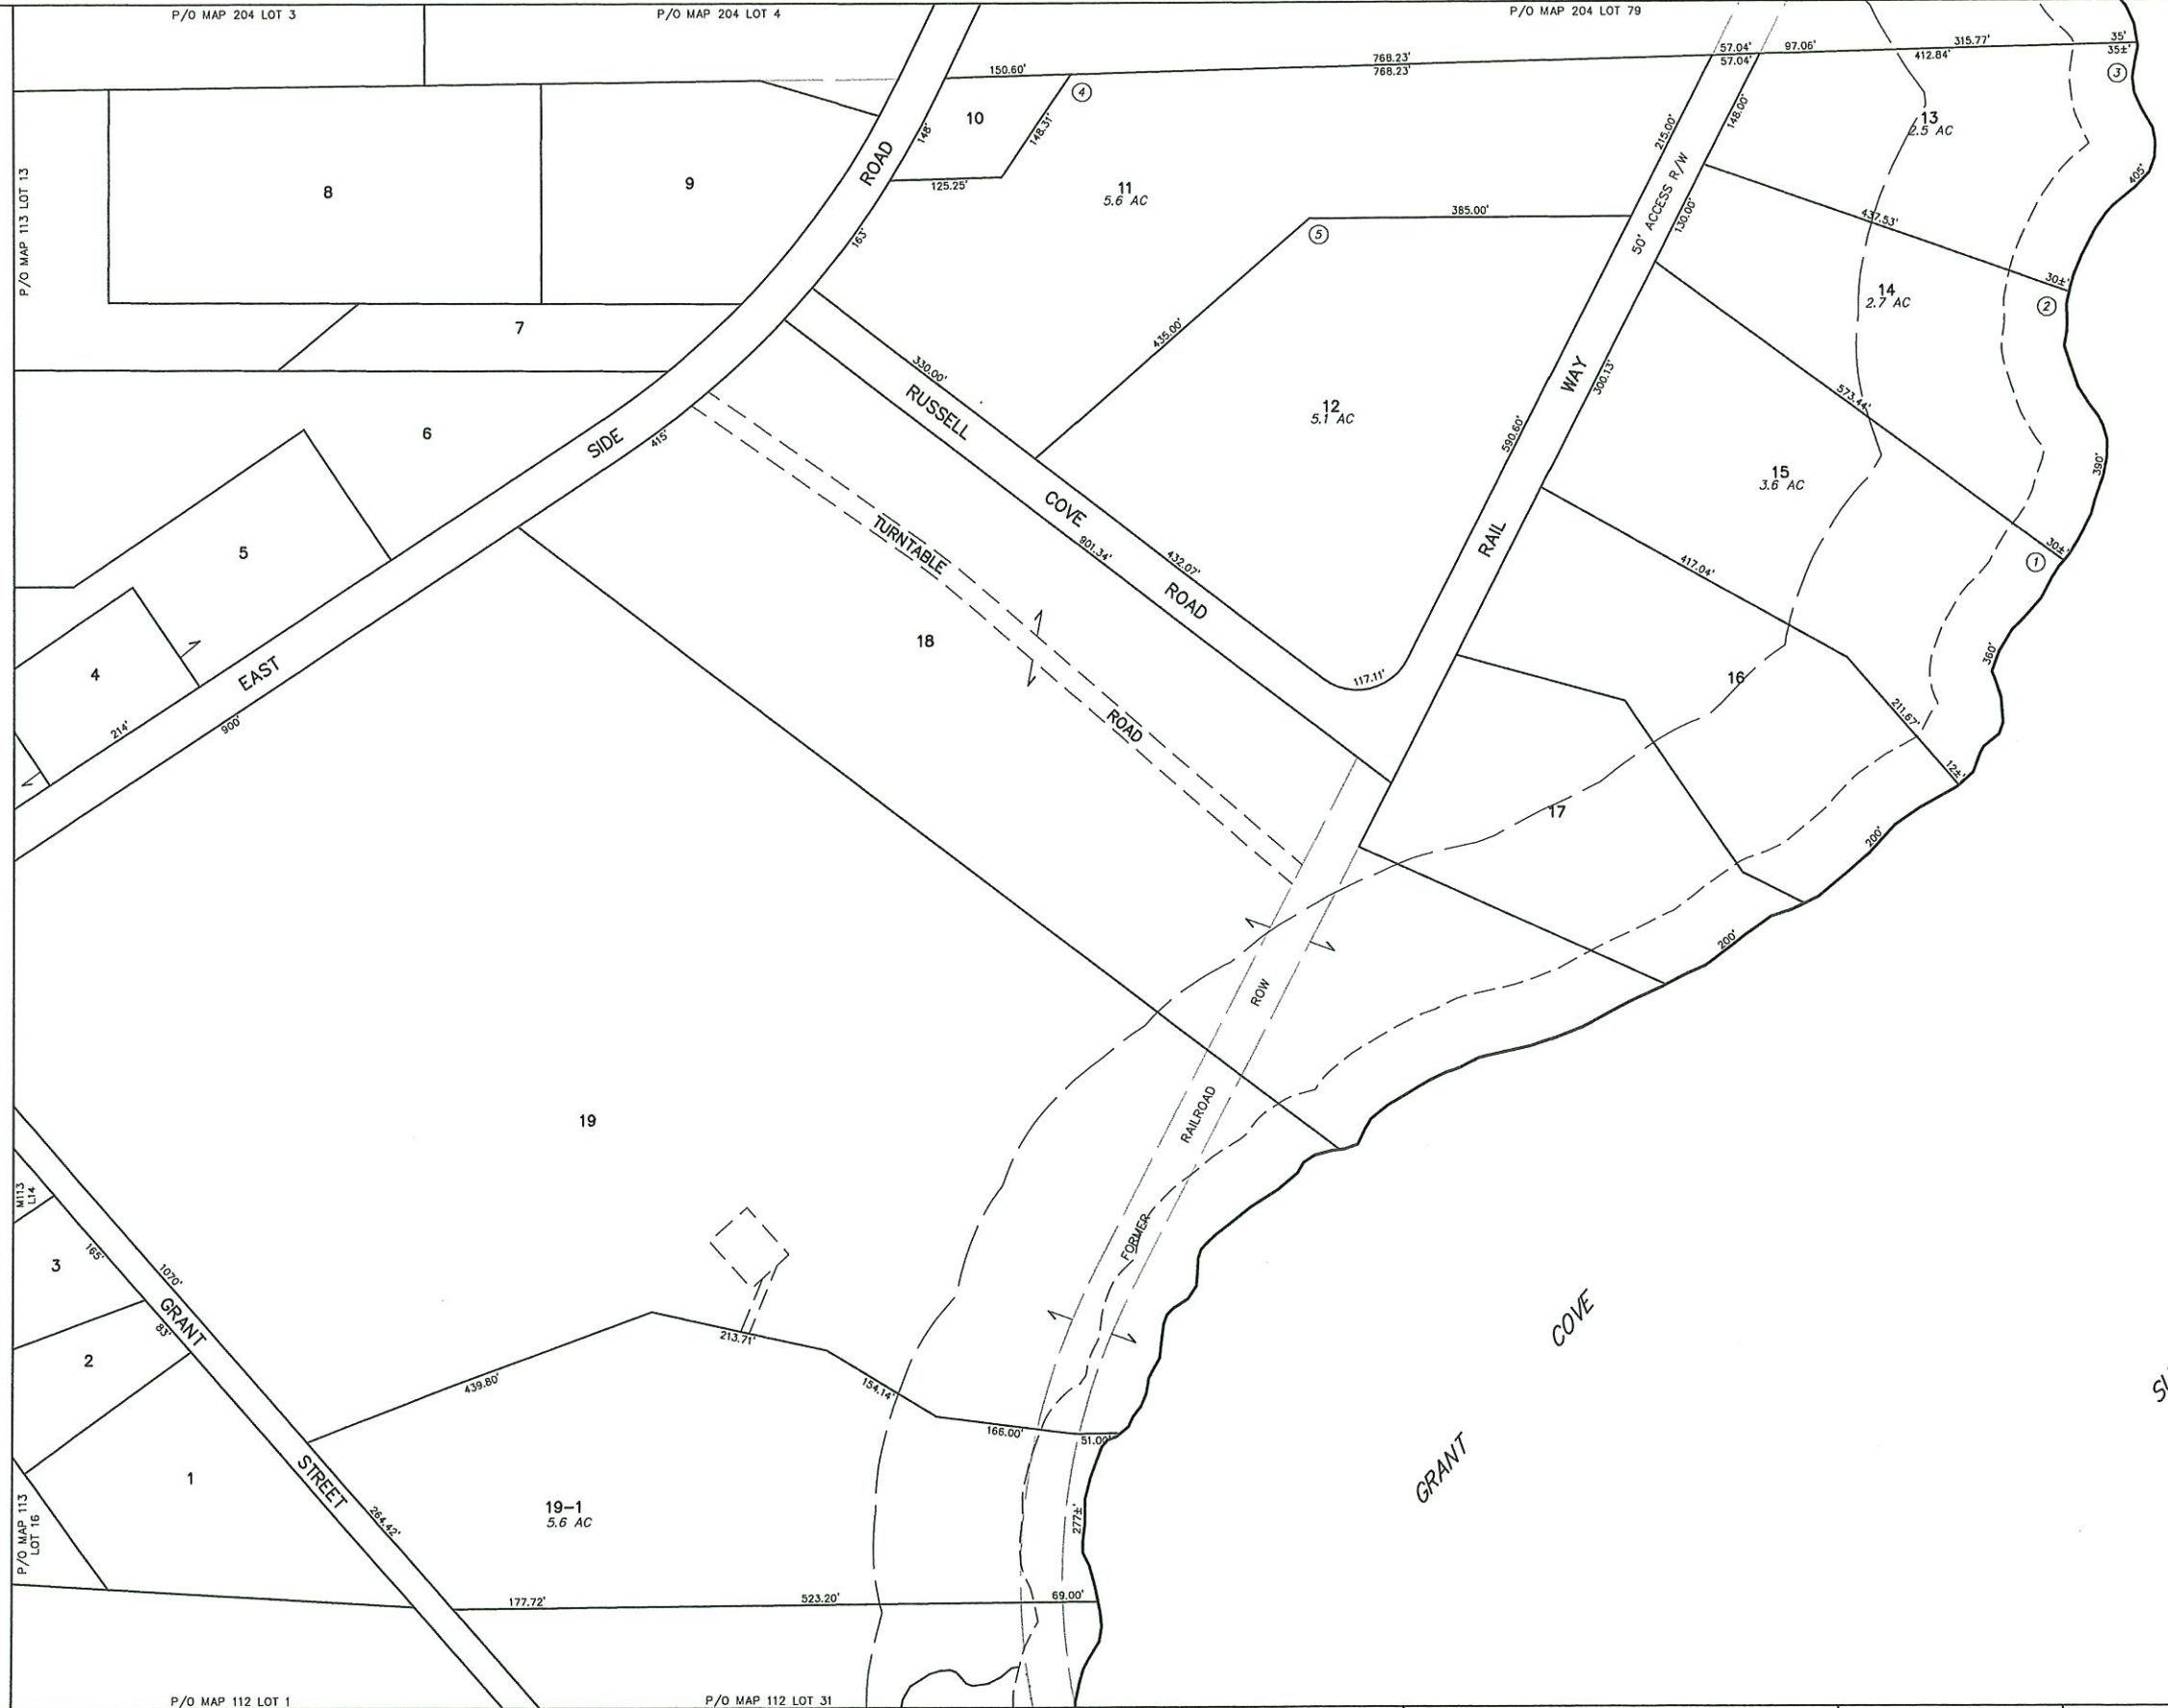 P/O MAP 204 LOT 3
P/O MAP 204 LOT 4
P/O MAP 204 LOT 79
P/O MAP 113 LOT 13
150.60'
768.23'
768.23'
57.04'
57.04'
97.06'
315.77'
412.84'
35'
35±'
3
4
10
148'
148.31'
125.25'
ROAD
163'
8
9
7
6
5
4
11
5.6 AC
385.00'
5
435.00'
215.00'
50' ACCESS R/W
148.00'
130.00'
13
2.5 AC
405'
437.53'
30±'
2
14
2.7 AC
573.44'
390'
30±'
1
12
5.1 AC
590.60'
300.13'
WAY
RAIL
15
3.6 AC
417.04'
360'
330.00'
RUSSELL
COVE
ROAD
901.34'
432.07'
117.11'
SIDE
415'
EAST
214'
900'
TURNTABLE
ROAD
18
16
211.67'
12±'
200'
17
200'
ROW
RAILROAD
FORMER
19
M113
L14
3
165'
1070'
GRANT
83'
2
STREET
1
264.42'
P/O MAP 113
LOT 16
439.80'
213.71'
154.14'
166.00'
51.00'
19-1
5.6 AC
277±'
177.72'
523.20'
69.00'
COVE
GRANT
P/O MAP 112 LOT 1
P/O MAP 112 LOT 31